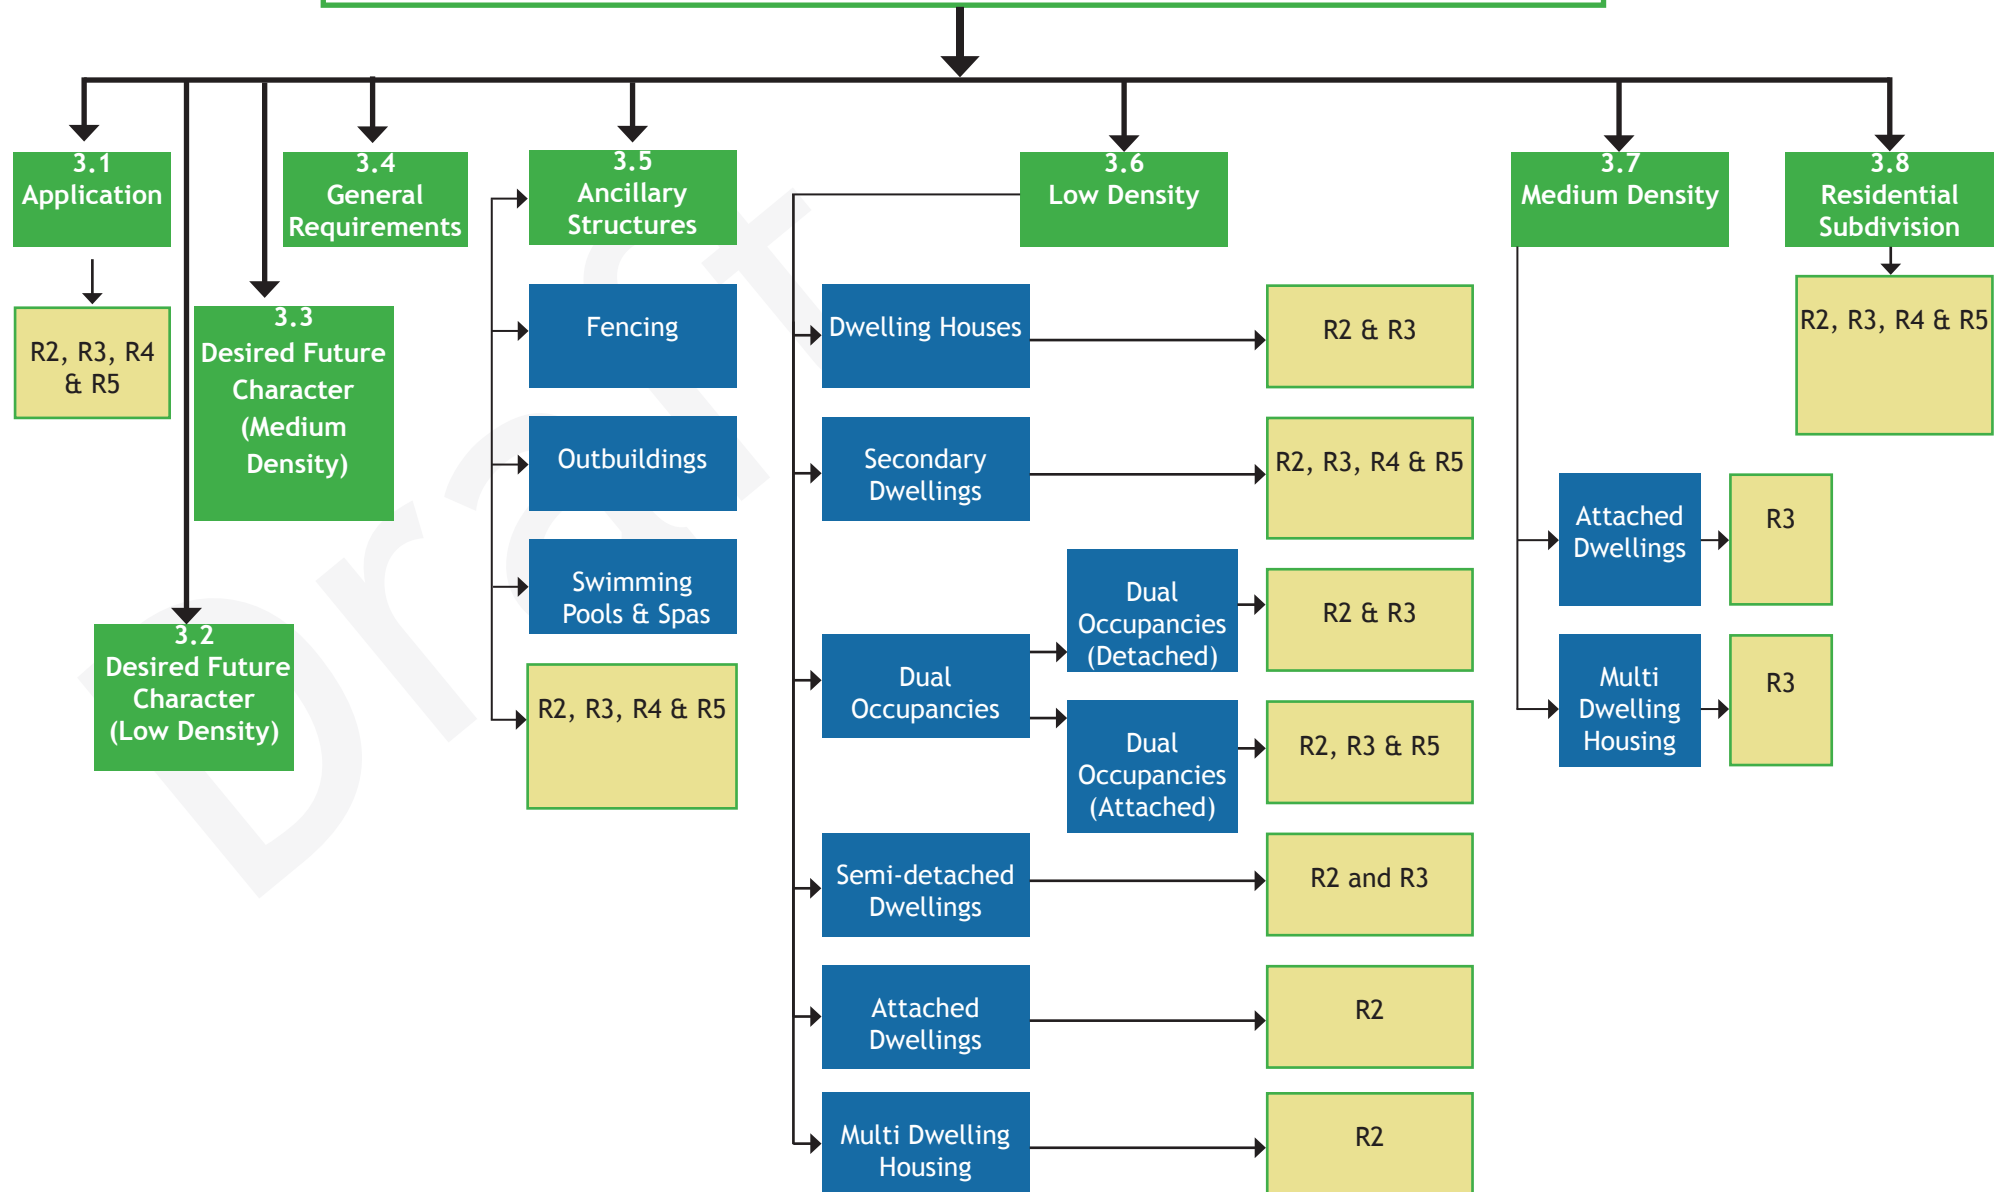 3.1
Application
R2, R3, R4
& R5
3.2
Desired Future
Character
(Low Density)
3.3
Desired Future
Character
(Medium
Density)
3.4
General
Requirements
3.5
Ancillary
Structures
Fencing
Outbuildings
Swimming
Pools & Spas
R2, R3, R4 & R5
3.6
Low Density
Dwelling Houses
R2 & R3
Secondary
Dwellings
R2, R3, R4 & R5
Dual
Occupancies
Dual
Occupancies
(Detached)
R2 & R3
Dual
Occupancies
(Attached)
R2, R3 & R5
Semi-detached
Dwellings
R2 and R3
Attached
Dwellings
R2
Multi Dwelling
Housing
R2
3.7
Medium Density
Attached
Dwellings
R3
Multi
Dwelling
Housing
R3
3.8
Residential
Subdivision
R2, R3, R4 & R5
Draft